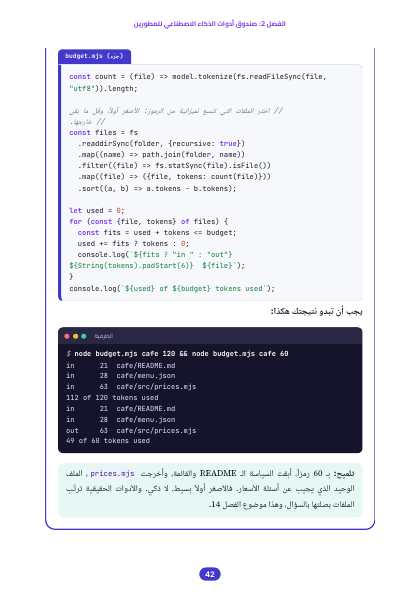 الفصل 2: صندوق أدوات الذكاء الاصطناعي للمطورين
budget.mjs (جزء)
const count = (file) => model.tokenize(fs.readFileSync(file,
"utf8")).length;
// اختر الملفات التي تتسع لميزانية من الرموز: الأصغر أولاً، وقل ما بقي
// خارجها.
const files = fs
.readdirSync(folder, {recursive: true})
.map((name) => path.join(folder, name))
.filter((file) => fs.statSync(file).isFile())
.map((file) => ({file, tokens: count(file)}))
.sort((a, b) => a.tokens - b.tokens);
let used = 0;
for (const {file, tokens} of files) {
const fits = used + tokens <= budget;
used += fits ? tokens : 0;
console.log(`${fits ? "in " : "out"}
${String(tokens).padStart(6)}  ${file}`);
}
console.log(`${used} of ${budget} tokens used`);
يجب أن تبدو نتيجتك هكذا:
الطرفية
$ node budget.mjs cafe 120 && node budget.mjs cafe 60
in 21 cafe/README.md
in 28 cafe/menu.json
in 63 cafe/src/prices.mjs
112 of 120 tokens used
in 21 cafe/README.md
in 28 cafe/menu.json
out 63 cafe/src/prices.mjs
49 of 60 tokens used
تلميح: بـ 60 رمزاً، أبقت السياسة الـ README والقائمة، وأخرجت prices.mjs، الملف
الوحيد الذي يجيب عن أسئلة الأسعار. فالأصغر أولاً بسيط، لا ذكي. والأدوات الحقيقية ترتّب
الملفات بصلتها بالسؤال، وهذا موضوع الفصل 14.
42